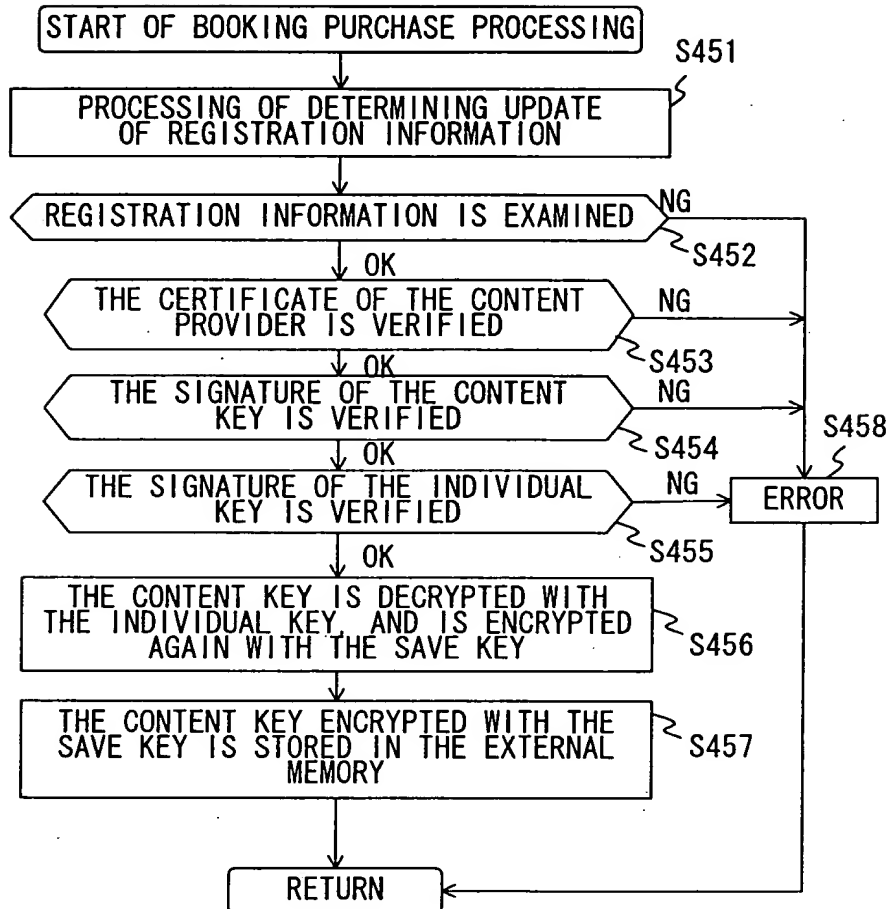 START OF BOOKING PURCHASE PROCESSING
S451
PROCESSING OF DETERMINING UPDATE
OF REGISTRATION INFORMATION
REGISTRATION INFORMATION IS EXAMINED
NG
S452
OK
THE CERTIFICATE OF THE CONTENT
PROVIDER IS VERIFIED
NG
S453
OK
THE SIGNATURE OF THE CONTENT
KEY IS VERIFIED
NG
S454
OK
S458
THE SIGNATURE OF THE INDIVIDUAL
KEY IS VERIFIED
NG
ERROR
S455
OK
THE CONTENT KEY IS DECRYPTED WITH
THE INDIVIDUAL KEY, AND IS ENCRYPTED
AGAIN WITH THE SAVE KEY
S456
THE CONTENT KEY ENCRYPTED WITH THE
SAVE KEY IS STORED IN THE EXTERNAL
MEMORY
S457
RETURN